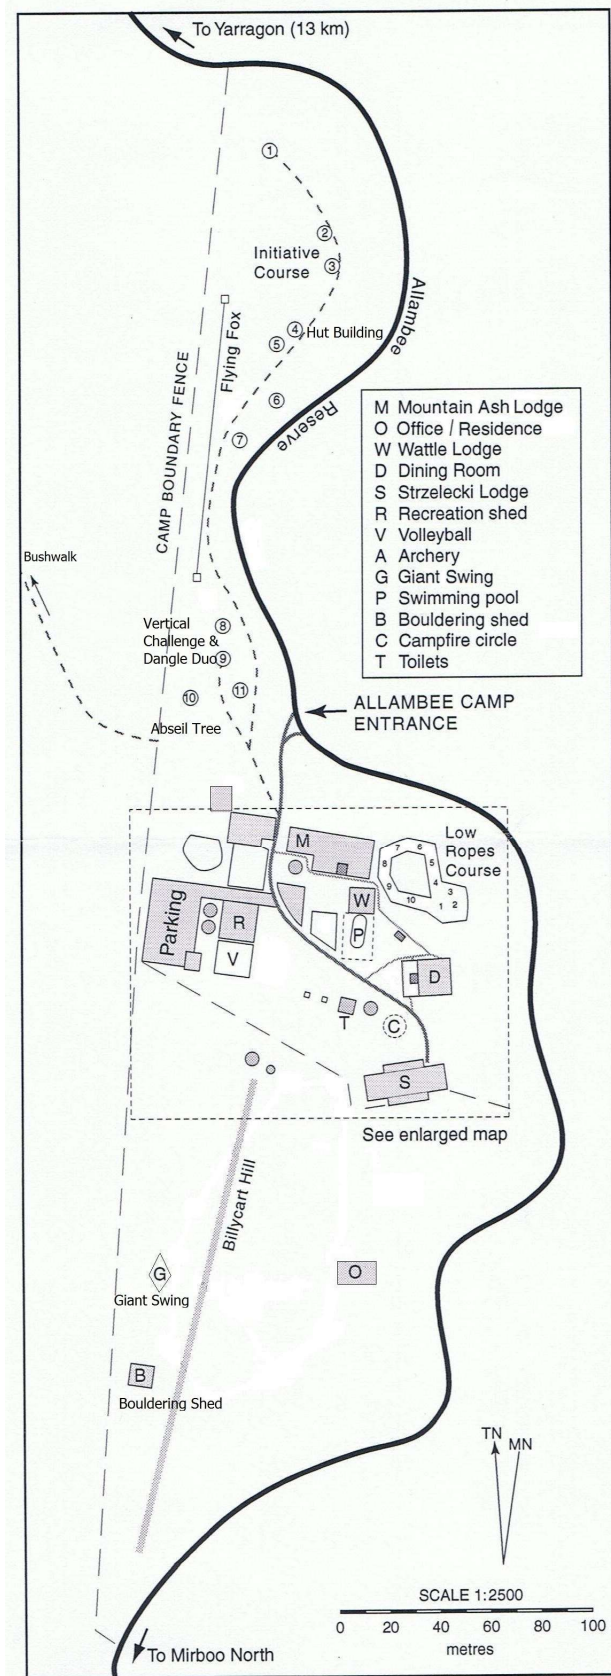 To Yarragon (13 km)
1
2
Initiative
Course
3
Allambee
4
Hut Building
5
Flying Fox
6
Reserve
7
CAMP BOUNDARY FENCE
M Mountain Ash Lodge
O Office / Residence
W Wattle Lodge
D Dining Room
S Strzelecki Lodge
R Recreation shed
V Volleyball
A Archery
G Giant Swing
P Swimming pool
B Bouldering shed
C Campfire circle
T Toilets
Bushwalk
Vertical
Challenge &
Dangle Duo
8
9
10
11
Abseil Tree
ALLAMBEE CAMP
ENTRANCE
Low
Ropes
Course
M
7 6
8 5
4
9 3
10 1 2
W
Parking
R
P
V
D
T
C
S
See enlarged map
Billycart Hill
G
Giant Swing
O
B
Bouldering Shed
TN
MN
SCALE 1:2500
0 20 40 60 80 100
metres
To Mirboo North